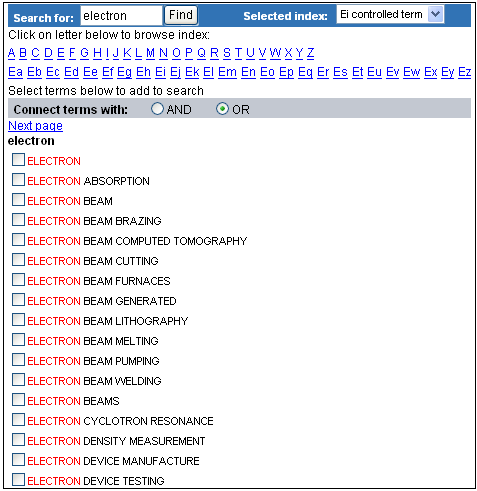 Search for: electron Find Selected index: Ei controlled term
Click on letter below to browse index:
A B C D E F G H I J K L M N O P Q R S T U V W X Y Z
Ea Eb Ec Ed Ee Ef Eg Eh Ei Ej Ek El Em En Eo Ep Eq Er Es Et Eu Ev Ew Ex Ey Ez
Select terms below to add to search
Connect terms with: AND OR
Next page
electron
ELECTRON
ELECTRON ABSORPTION
ELECTRON BEAM
ELECTRON BEAM BRAZING
ELECTRON BEAM COMPUTED TOMOGRAPHY
ELECTRON BEAM CUTTING
ELECTRON BEAM FURNACES
ELECTRON BEAM GENERATED
ELECTRON BEAM LITHOGRAPHY
ELECTRON BEAM MELTING
ELECTRON BEAM PUMPING
ELECTRON BEAM WELDING
ELECTRON BEAMS
ELECTRON CYCLOTRON RESONANCE
ELECTRON DENSITY MEASUREMENT
ELECTRON DEVICE MANUFACTURE
ELECTRON DEVICE TESTING